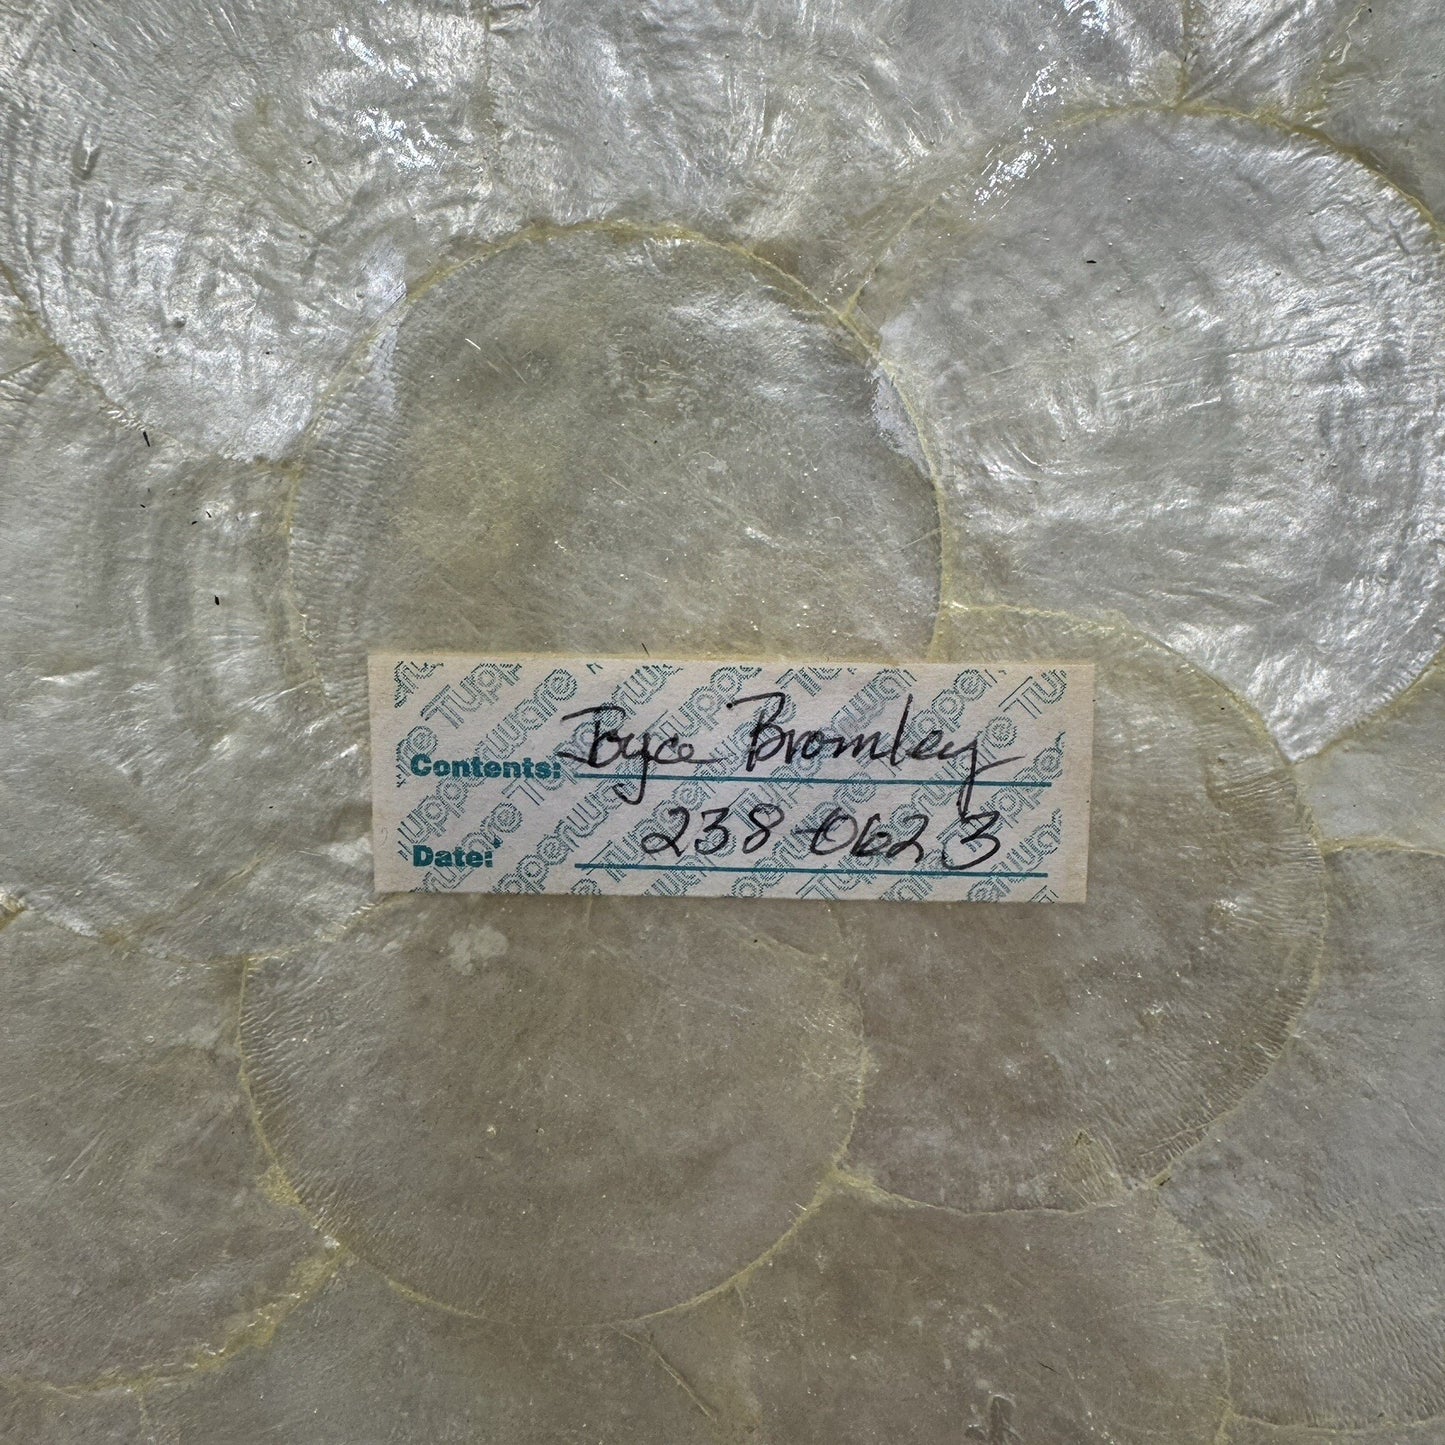 Contents: Joyce Bromley
Date: 238-0623